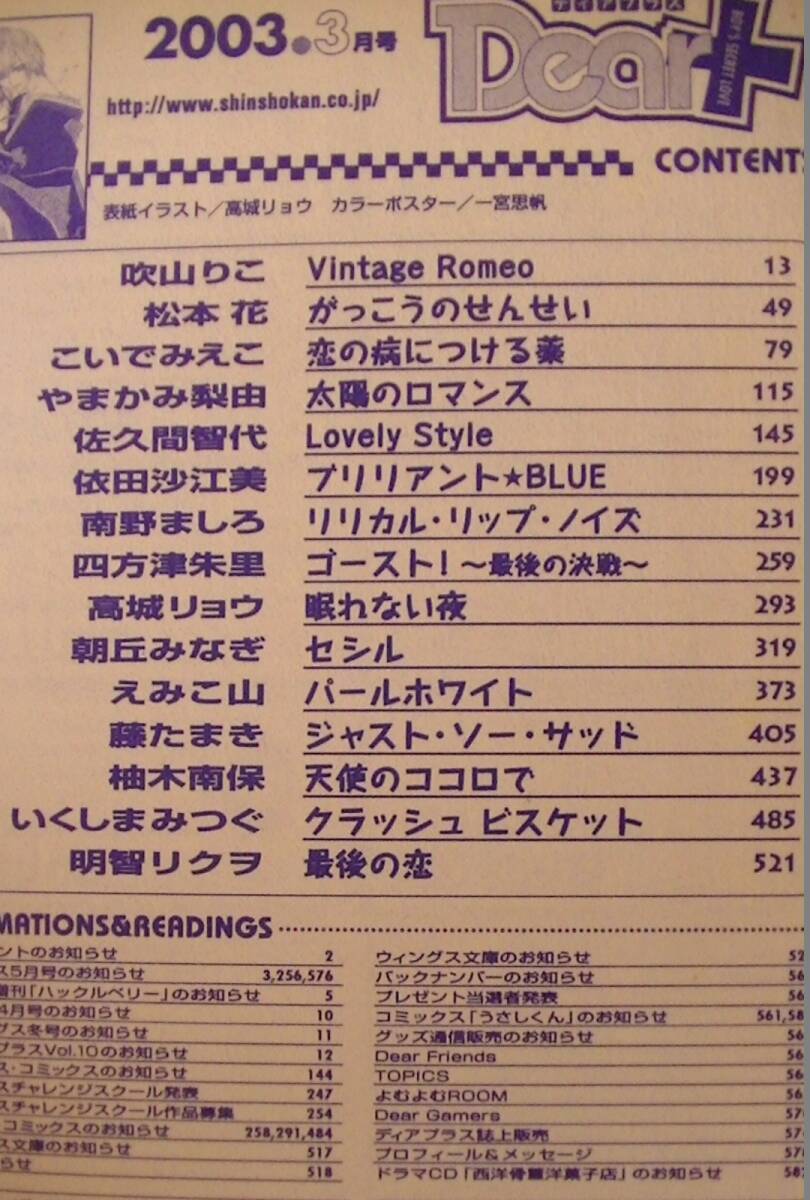 ディアプラス
2003.3月号
Dear+
BOY'S SECRET LOVE
http://www.shinshokan.co.jp/
CONTENTS
表紙イラスト／高城リョウ カラーポスター／一宮思帆
吹山りこ Vintage Romeo 13
松本 花 がっこうのせんせい 49
こいでみえこ 恋の病につける薬 79
やまかみ梨由 太陽のロマンス 115
佐久間智代 Lovely Style 145
依田沙江美 ブリリアント★BLUE 199
南野ましろ リリカル・リップ・ノイズ 231
四方津朱里 ゴースト！～最後の決戦～ 259
高城リョウ 眠れない夜 293
朝丘みなぎ セシル 319
えみこ山 パールホワイト 373
藤たまき ジャスト・ソー・サッド 405
柚木南保 天使のココロで 437
いくしまみつぐ クラッシュ ビスケット 485
明智リクヲ 最後の恋 521
MATIONS&READINGS
ントのお知らせ 2
ス5月号のお知らせ 3,256,576
増刊「ハックルベリー」のお知らせ 5
4月号のお知らせ 10
グス冬号のお知らせ 11
プラスVol.10のお知らせ 12
ス・コミックスのお知らせ 144
スチャレンジスクール発表 247
スチャレンジスクール作品募集 254
コミックスのお知らせ 258,291,484
ス文庫のお知らせ 517
らせ 518
ウィングス文庫のお知らせ
バックナンバーのお知らせ
プレゼント当選者発表
コミックス「うさしくん」のお知らせ
グッズ通信販売のお知らせ
Dear Friends
TOPICS
よむよむROOM
Dear Gamers
ディアプラス誌上販売
プロフィール&メッセージ
ドラマCD「西洋骨董洋菓子店」のお知らせ